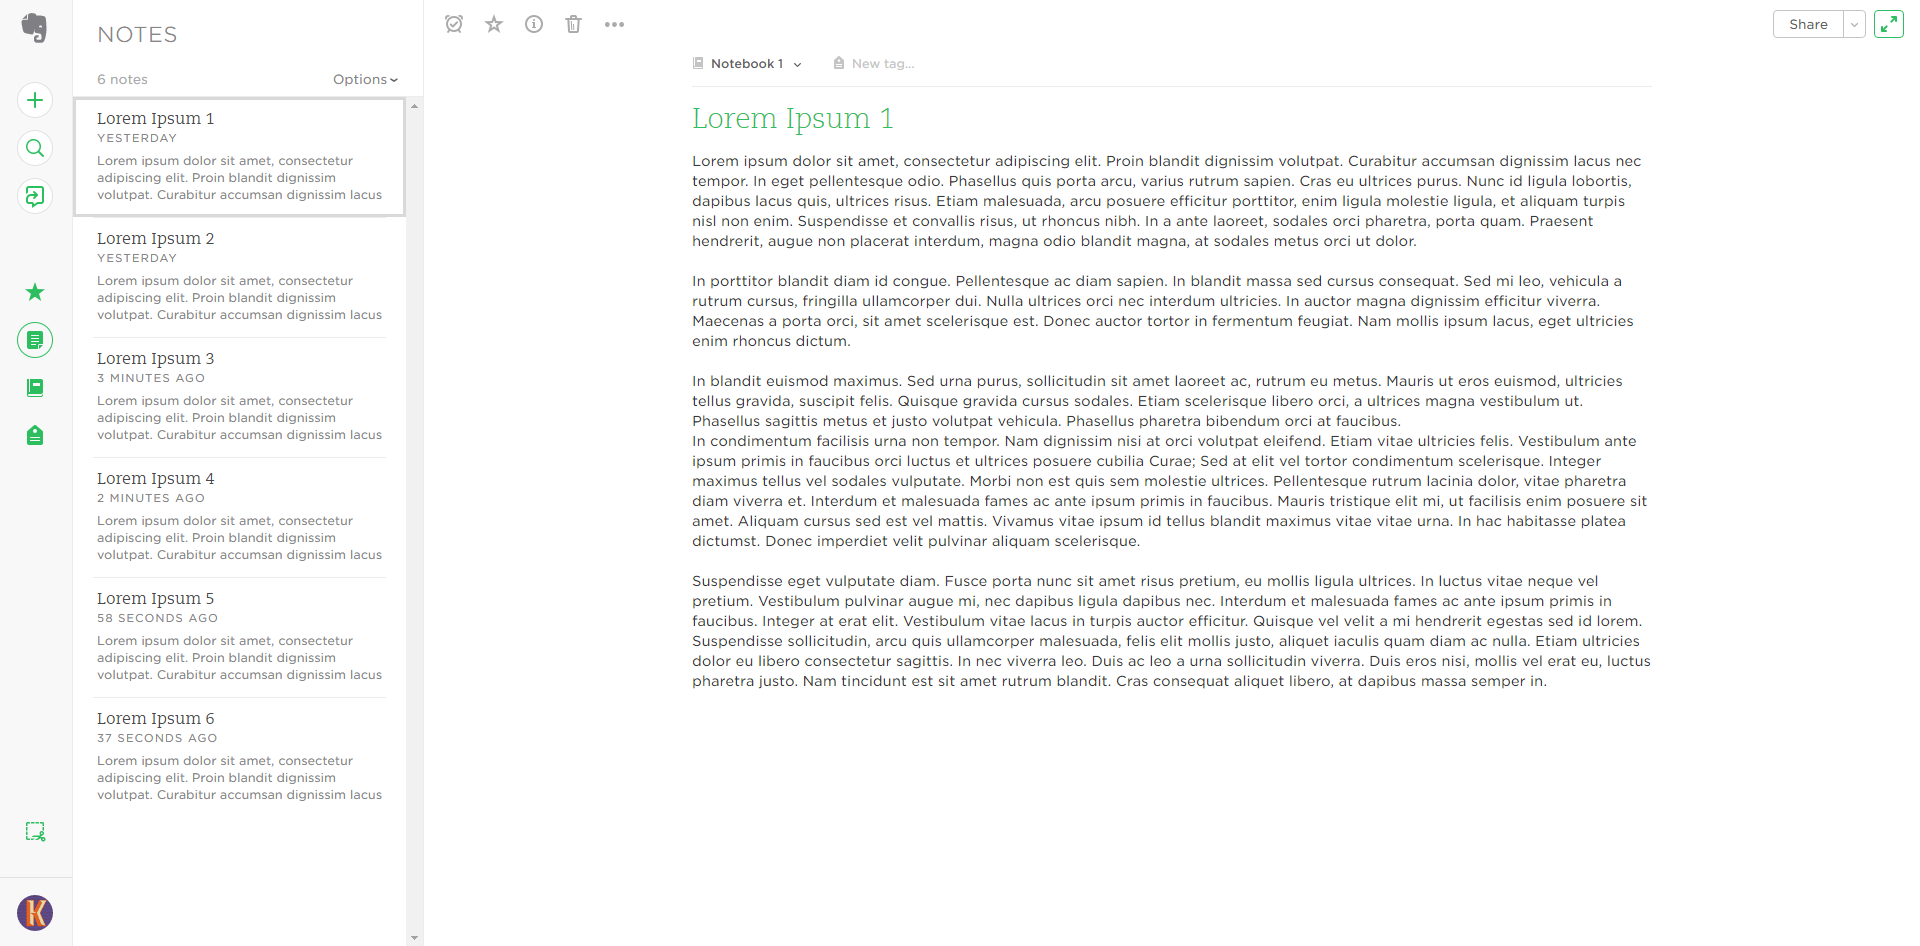 NOTES
6 notes
Options
Lorem Ipsum 1
YESTERDAY
Lorem ipsum dolor sit amet, consectetur
adipiscing elit. Proin blandit dignissim
volutpat. Curabitur accumsan dignissim lacus
Lorem Ipsum 2
YESTERDAY
Lorem ipsum dolor sit amet, consectetur
adipiscing elit. Proin blandit dignissim
volutpat. Curabitur accumsan dignissim lacus
Lorem Ipsum 3
3 MINUTES AGO
Lorem ipsum dolor sit amet, consectetur
adipiscing elit. Proin blandit dignissim
volutpat. Curabitur accumsan dignissim lacus
Lorem Ipsum 4
2 MINUTES AGO
Lorem ipsum dolor sit amet, consectetur
adipiscing elit. Proin blandit dignissim
volutpat. Curabitur accumsan dignissim lacus
Lorem Ipsum 5
58 SECONDS AGO
Lorem ipsum dolor sit amet, consectetur
adipiscing elit. Proin blandit dignissim
volutpat. Curabitur accumsan dignissim lacus
Lorem Ipsum 6
37 SECONDS AGO
Lorem ipsum dolor sit amet, consectetur
adipiscing elit. Proin blandit dignissim
volutpat. Curabitur accumsan dignissim lacus
K
Share
Notebook 1
New tag...
Lorem Ipsum 1
Lorem ipsum dolor sit amet, consectetur adipiscing elit. Proin blandit dignissim volutpat. Curabitur accumsan dignissim lacus nec
tempor. In eget pellentesque odio. Phasellus quis porta arcu, varius rutrum sapien. Cras eu ultrices purus. Nunc id ligula lobortis,
dapibus lacus quis, ultrices risus. Etiam malesuada, arcu posuere efficitur porttitor, enim ligula molestie ligula, et aliquam turpis
nisl non enim. Suspendisse et convallis risus, ut rhoncus nibh. In a ante laoreet, sodales orci pharetra, porta quam. Praesent
hendrerit, augue non placerat interdum, magna odio blandit magna, at sodales metus orci ut dolor.
In porttitor blandit diam id congue. Pellentesque ac diam sapien. In blandit massa sed cursus consequat. Sed mi leo, vehicula a
rutrum cursus, fringilla ullamcorper dui. Nulla ultrices orci nec interdum ultricies. In auctor magna dignissim efficitur viverra.
Maecenas a porta orci, sit amet scelerisque est. Donec auctor tortor in fermentum feugiat. Nam mollis ipsum lacus, eget ultricies
enim rhoncus dictum.
In blandit euismod maximus. Sed urna purus, sollicitudin sit amet laoreet ac, rutrum eu metus. Mauris ut eros euismod, ultricies
tellus gravida, suscipit felis. Quisque gravida cursus sodales. Etiam scelerisque libero orci, a ultrices magna vestibulum ut.
Phasellus sagittis metus et justo volutpat vehicula. Phasellus pharetra bibendum orci at faucibus.
In condimentum facilisis urna non tempor. Nam dignissim nisi at orci volutpat eleifend. Etiam vitae ultricies felis. Vestibulum ante
ipsum primis in faucibus orci luctus et ultrices posuere cubilia Curae; Sed at elit vel tortor condimentum scelerisque. Integer
maximus tellus vel sodales vulputate. Morbi non est quis sem molestie ultrices. Pellentesque rutrum lacinia dolor, vitae pharetra
diam viverra et. Interdum et malesuada fames ac ante ipsum primis in faucibus. Mauris tristique elit mi, ut facilisis enim posuere sit
amet. Aliquam cursus sed est vel mattis. Vivamus vitae ipsum id tellus blandit maximus vitae vitae urna. In hac habitasse platea
dictumst. Donec imperdiet velit pulvinar aliquam scelerisque.
Suspendisse eget vulputate diam. Fusce porta nunc sit amet risus pretium, eu mollis ligula ultrices. In luctus vitae neque vel
pretium. Vestibulum pulvinar augue mi, nec dapibus ligula dapibus nec. Interdum et malesuada fames ac ante ipsum primis in
faucibus. Integer at erat elit. Vestibulum vitae lacus in turpis auctor efficitur. Quisque vel velit a mi hendrerit egestas sed id lorem.
Suspendisse sollicitudin, arcu quis ullamcorper malesuada, felis elit mollis justo, aliquet iaculis quam diam ac nulla. Etiam ultricies
dolor eu libero consectetur sagittis. In nec viverra leo. Duis ac leo a urna sollicitudin viverra. Duis eros nisi, mollis vel erat eu, luctus
pharetra justo. Nam tincidunt est sit amet rutrum blandit. Cras consequat aliquet libero, at dapibus massa semper in.